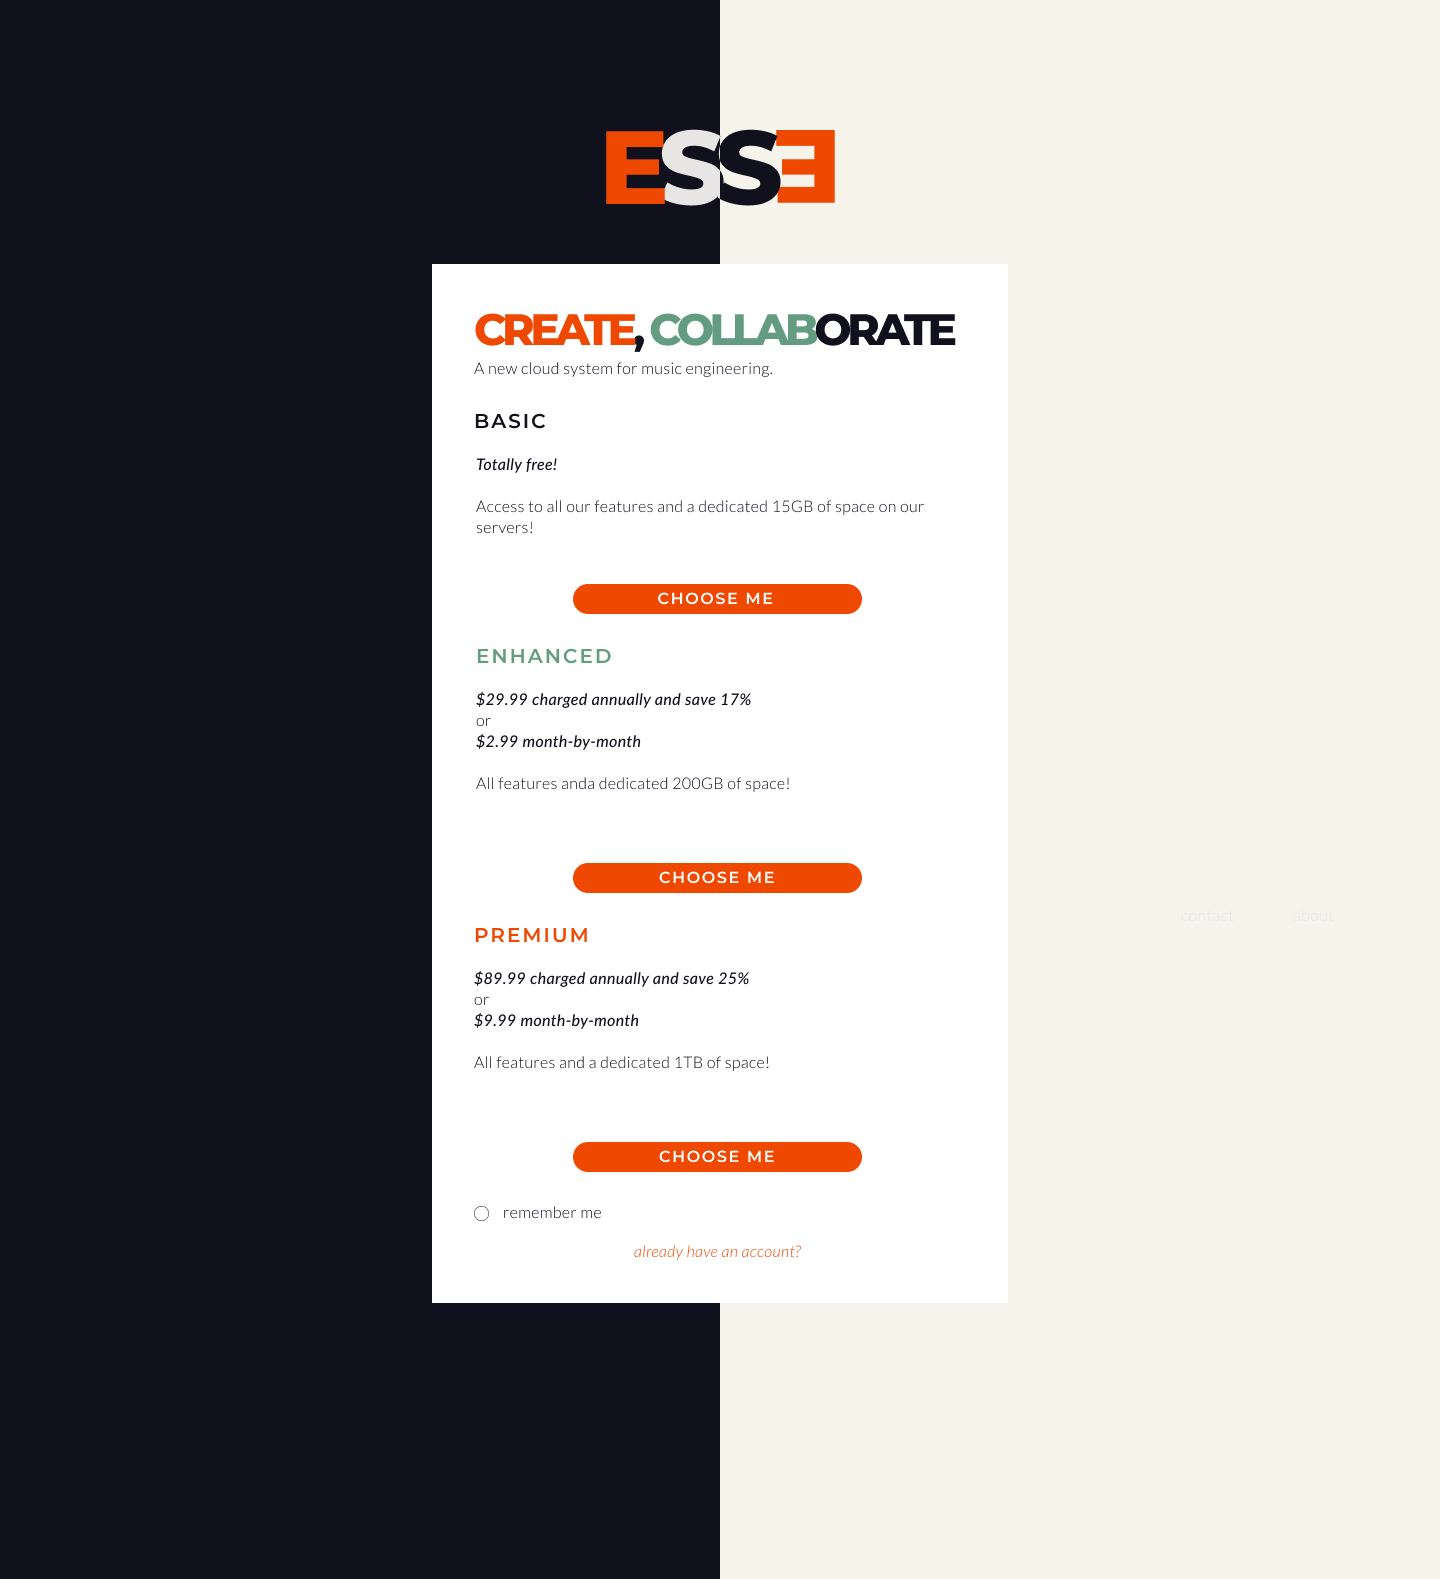 ESSE
CREATE, COLLABORATE
A new cloud system for music engineering.
BASIC
Totally free!
Access to all our features and a dedicated 15GB of space on our
servers!
CHOOSE ME
ENHANCED
$29.99 charged annually and save 17%
or
$2.99 month-by-month
All features anda dedicated 200GB of space!
CHOOSE ME
contact about
PREMIUM
$89.99 charged annually and save 25%
or
$9.99 month-by-month
All features and a dedicated 1TB of space!
CHOOSE ME
remember me
already have an account?